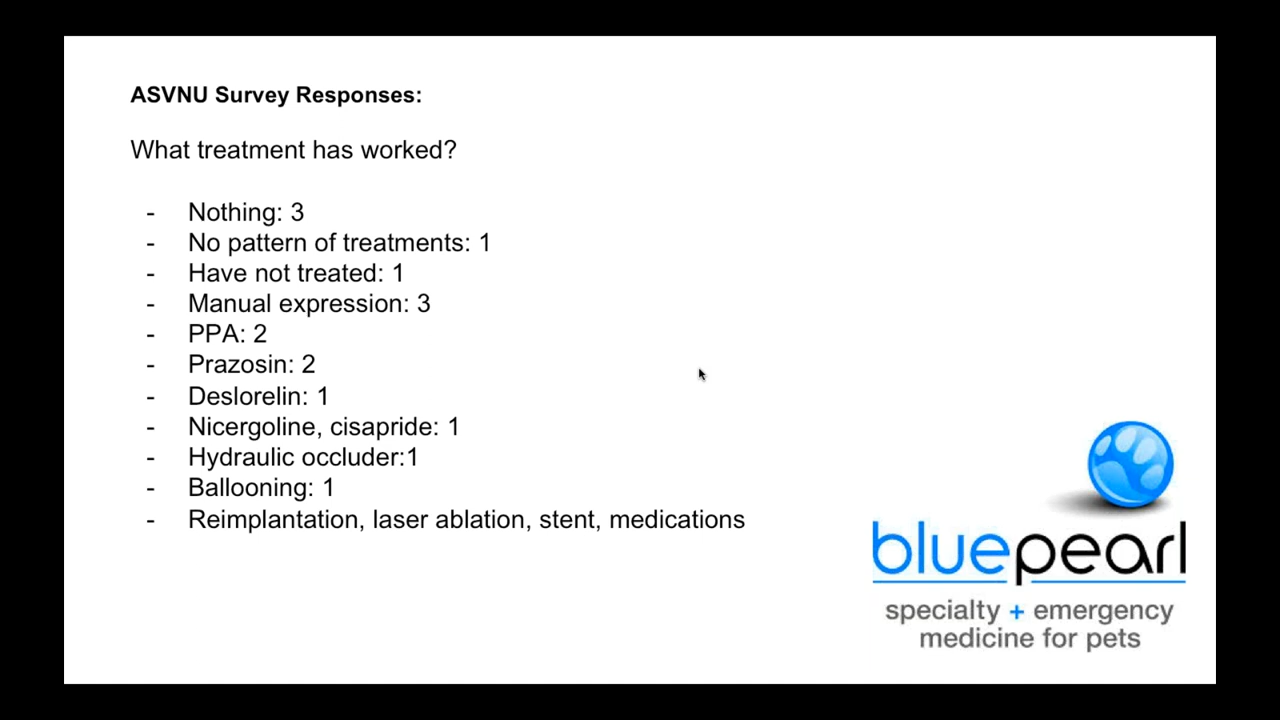 ASVNU Survey Responses:
What treatment has worked?
- Nothing: 3
- No pattern of treatments: 1
- Have not treated: 1
- Manual expression: 3
- PPA: 2
- Prazosin: 2
- Deslorelin: 1
- Nicergoline, cisapride: 1
- Hydraulic occluder:1
- Ballooning: 1
- Reimplantation, laser ablation, stent, medications
bluepearl
specialty + emergency
medicine for pets